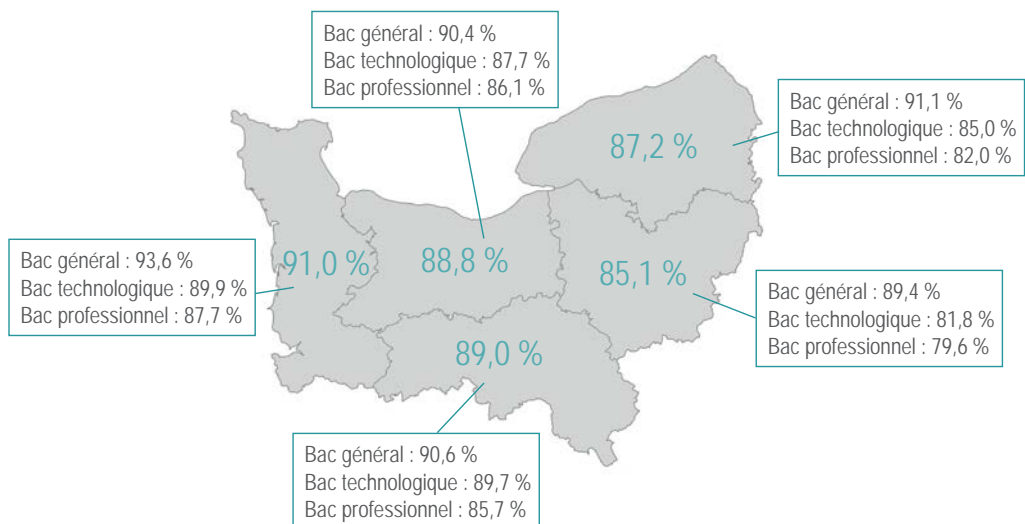 Bac général : 90,4 %
Bac technologique : 87,7 %
Bac professionnel : 86,1 %
87,2 %
Bac général : 91,1 %
Bac technologique : 85,0 %
Bac professionnel : 82,0 %
Bac général : 93,6 %
Bac technologique : 89,9 %
Bac professionnel : 87,7 %
91,0 %
88,8 %
85,1 %
Bac général : 89,4 %
Bac technologique : 81,8 %
Bac professionnel : 79,6 %
89,0 %
Bac général : 90,6 %
Bac technologique : 89,7 %
Bac professionnel : 85,7 %